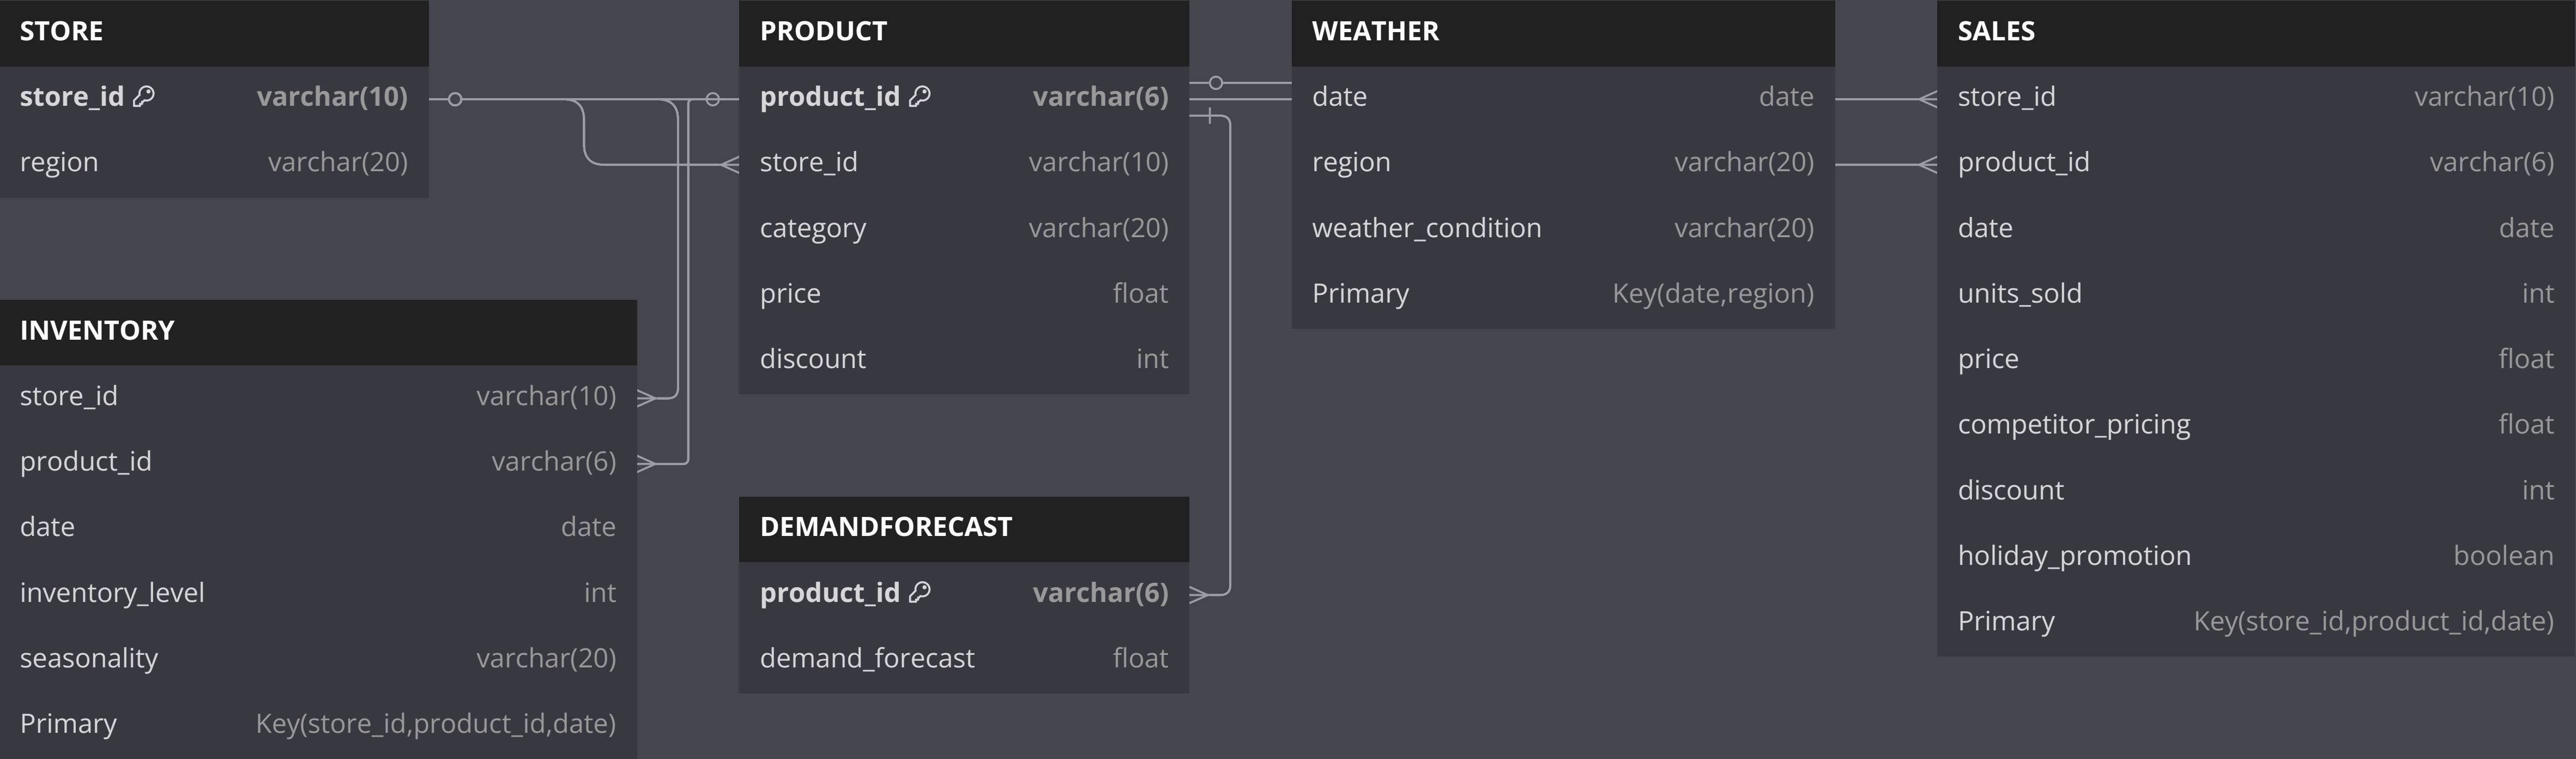 STORE
store_id varchar(10)
region varchar(20)
INVENTORY
store_id varchar(10)
product_id varchar(6)
date date
inventory_level int
seasonality varchar(20)
Primary Key(store_id,product_id,date)
PRODUCT
product_id varchar(6)
store_id varchar(10)
category varchar(20)
price float
discount int
DEMANDFORECAST
product_id varchar(6)
demand_forecast float
WEATHER
date date
region varchar(20)
weather_condition varchar(20)
Primary Key(date,region)
SALES
store_id varchar(10)
product_id varchar(6)
date date
units_sold int
price float
competitor_pricing float
discount int
holiday_promotion boolean
Primary Key(store_id,product_id,date)